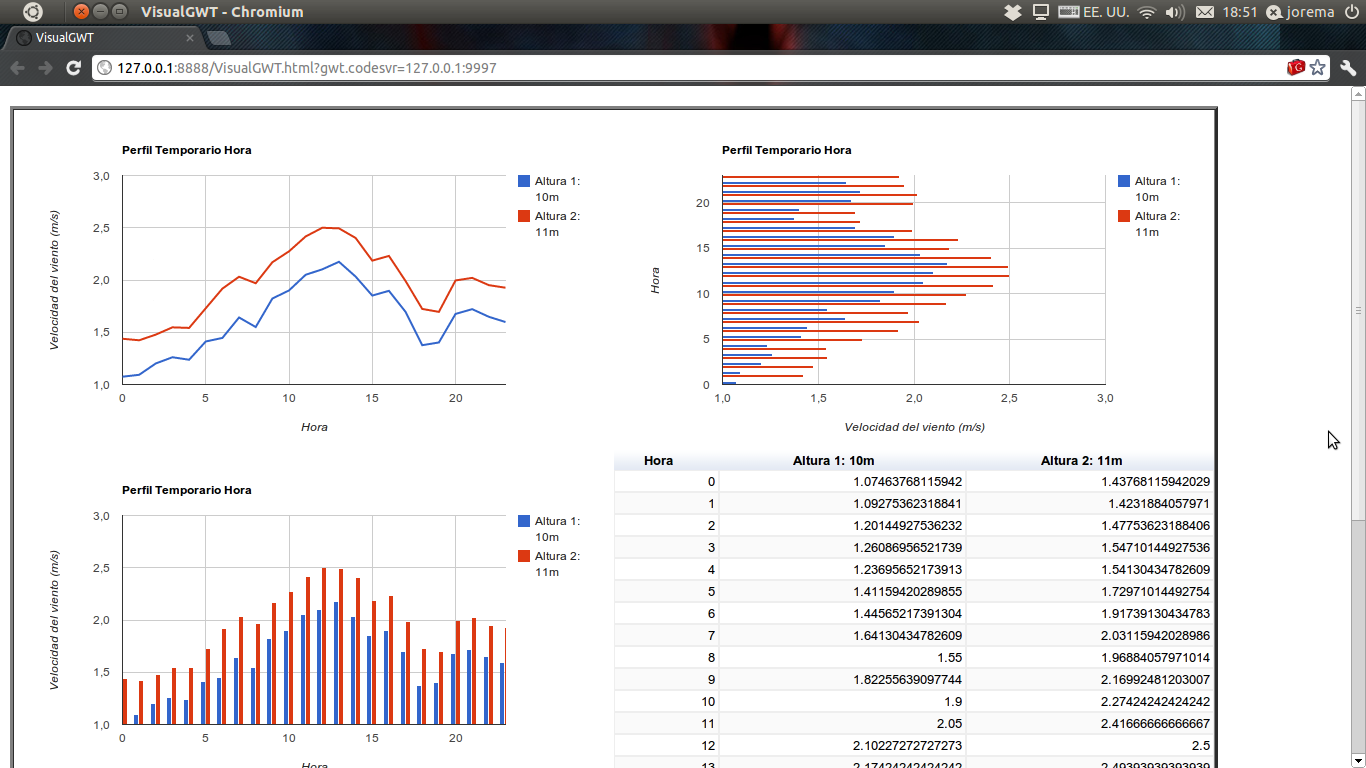 VisualGWT - Chromium
EE. UU.
18:51
jorema
VisualGWT
127.0.0.1:8888/VisualGWT.html?gwt.codesvr=127.0.0.1:9997
Perfil Temporario Hora
3,0
2,5
2,0
1,5
1,0
Velocidad del viento (m/s)
0 5 10 15 20
Hora
Altura 1:
10m
Altura 2:
11m
Perfil Temporario Hora
20
15
10
5
0
Hora
1,0 1,5 2,0 2,5 3,0
Velocidad del viento (m/s)
Altura 1:
10m
Altura 2:
11m
Perfil Temporario Hora
3,0
2,5
2,0
1,5
1,0
Velocidad del viento (m/s)
0 5 10 15 20
Hora
Altura 1:
10m
Altura 2:
11m
Hora Altura 1: 10m Altura 2: 11m
0 1.07463768115942 1.43768115942029
1 1.09275362318841 1.4231884057971
2 1.20144927536232 1.47753623188406
3 1.26086956521739 1.54710144927536
4 1.23695652173913 1.54130434782609
5 1.41159420289855 1.72971014492754
6 1.44565217391304 1.91739130434783
7 1.64130434782609 2.03115942028986
8 1.55 1.96884057971014
9 1.82255639097744 2.16992481203007
10 1.9 2.27424242424242
11 2.05 2.41666666666667
12 2.10227272727273 2.5
13 2.17424242424242 2.49393939393939